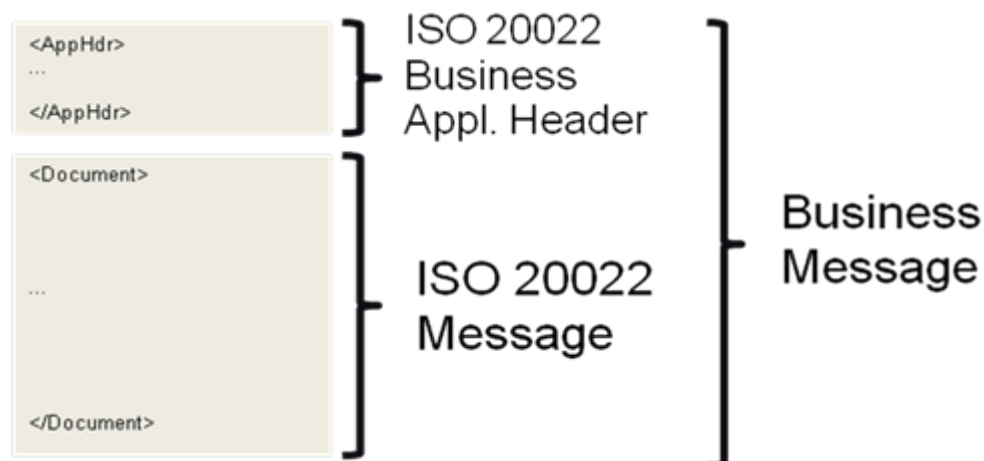 <AppHdr>
...
</AppHdr>
ISO 20022
Business
Appl. Header
<Document>
...
</Document>
ISO 20022
Message
Business
Message